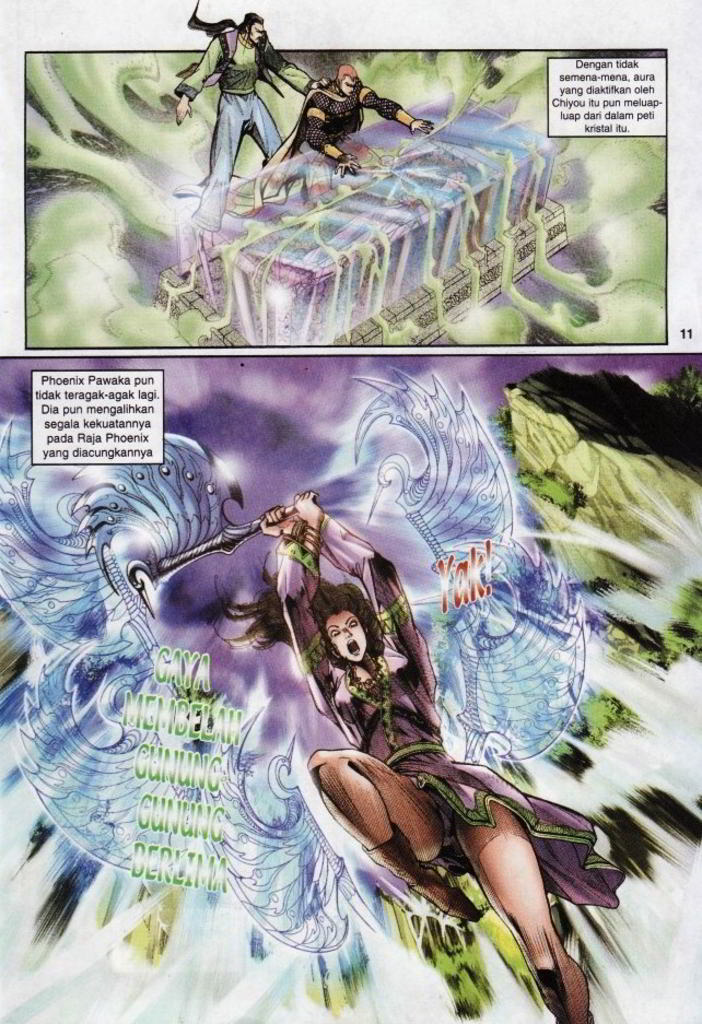 Dengan tidak
semena-mena, aura
yang diaktifkan oleh
Chiyou itu pun meluap-
luap dari dalam peti
kristal itu.
11
Phoenix Pawaka pun
tidak teragak-agak lagi.
Dia pun mengalihkan
segala kekuatannya
pada Raja Phoenix
yang diacungkannya
Yak!
GAYA
MEMBELAH
GUNUNG-
GUNUNG
BERLIMA